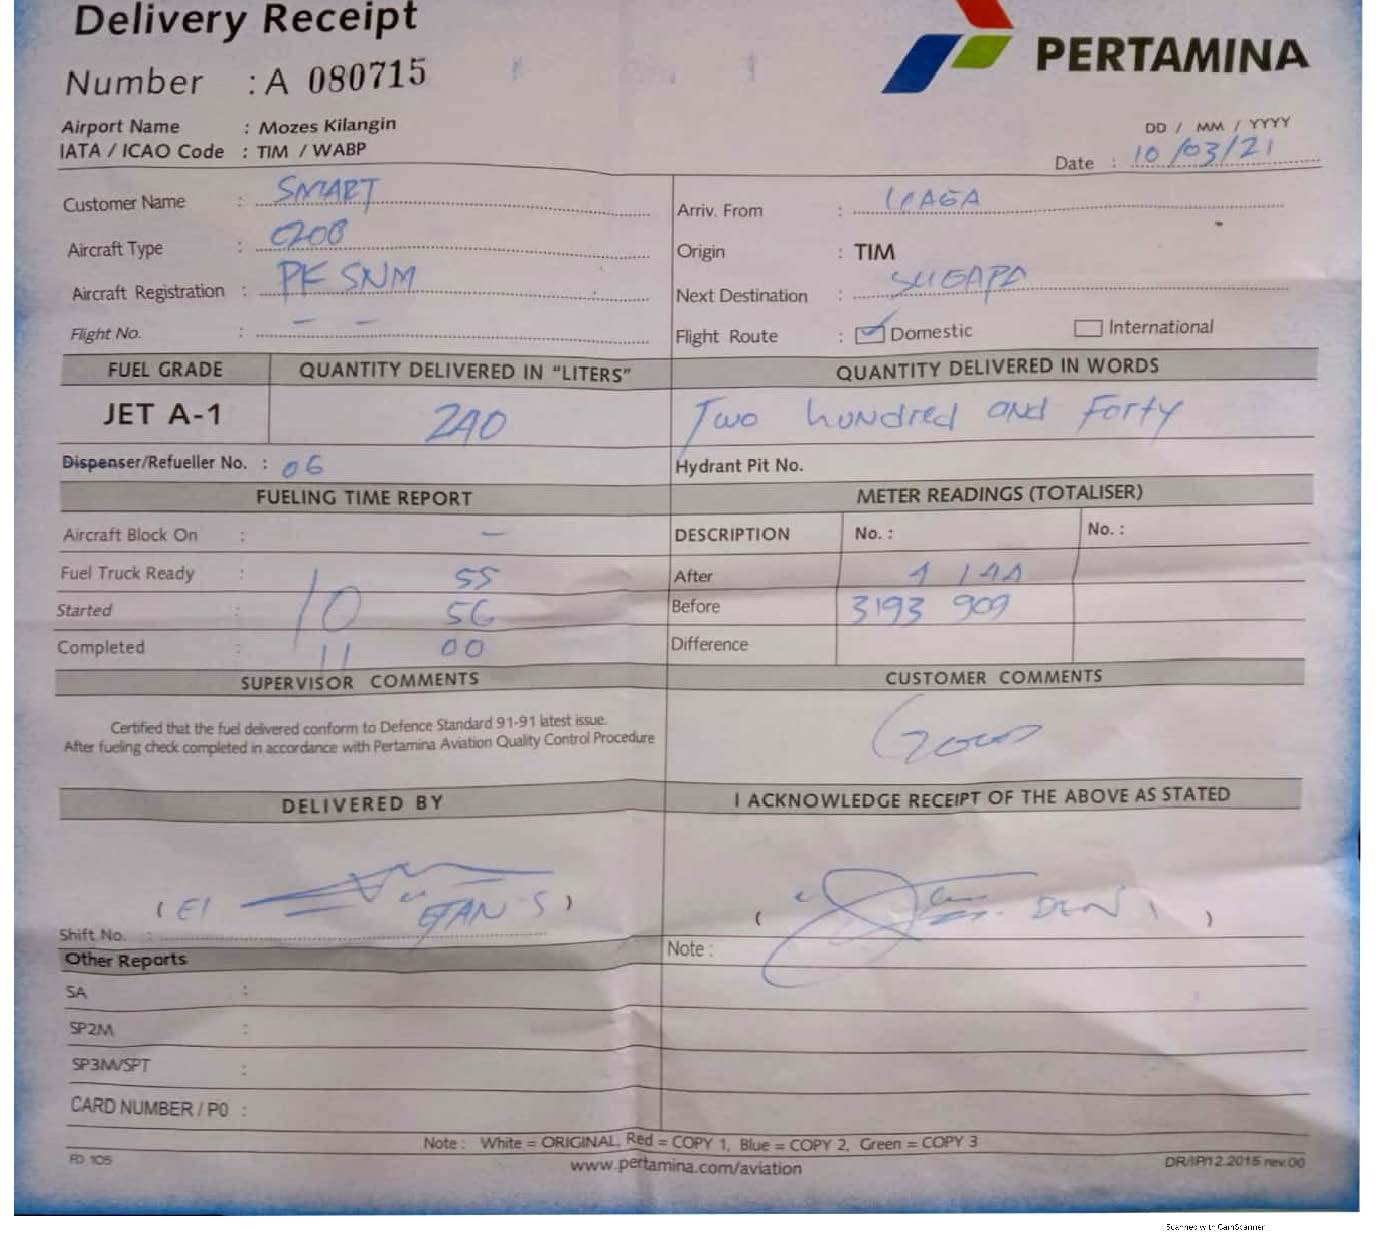 Delivery Receipt
PERTAMINA
Number : A 080715
Airport Name : Mozes Kilangin
IATA / ICAO Code : TIM / WABP
DD / MM / YYYY
Date : 10/03/21
Customer Name : SMART
Arriv. From :
Aircraft Type : C208
Origin : TIM
Aircraft Registration : PK SNM
Next Destination : SUGAPA
Flight No. : - -
Flight Route : Domestic International
FUEL GRADE QUANTITY DELIVERED IN "LITERS" QUANTITY DELIVERED IN WORDS
JET A-1 240 Two hundred and Forty
Dispenser/Refueller No. : 06 Hydrant Pit No.
FUELING TIME REPORT METER READINGS (TOTALISER)
Aircraft Block On : - DESCRIPTION No. : No. :
Fuel Truck Ready : 55 After 4 144
Started : 10 56 Before 3193 909
Completed : 11 00 Difference
SUPERVISOR COMMENTS CUSTOMER COMMENTS
Certified that the fuel delivered conform to Defence Standard 91-91 latest issue.
After fueling check completed in accordance with Pertamina Aviation Quality Control Procedure
Good
DELIVERED BY I ACKNOWLEDGE RECEIPT OF THE ABOVE AS STATED
( ) ( )
Shift No. :
Note :
Other Reports
SA :
SP2M :
SP3M/SPT :
CARD NUMBER / PO :
Note : White = ORIGINAL, Red = COPY 1, Blue = COPY 2, Green = COPY 3
FD 105 www.pertamina.com/aviation DR/IP/12.2015 rev.00
Scanned with CamScanner